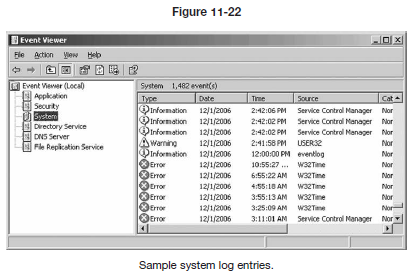 Figure 11-22
Event Viewer
File Action View Help
Event Viewer (Local)
Application
Security
System
Directory Service
DNS Server
File Replication Service
System 1,482 event(s)
Type Date Time Source Cat
Information 12/1/2006 2:42:06 PM Service Control Manager Nor
Information 12/1/2006 2:42:02 PM Service Control Manager Nor
Information 12/1/2006 2:42:02 PM Service Control Manager Nor
Warning 12/1/2006 2:41:58 PM USER32 Nor
Information 12/1/2006 12:00:00 PM eventlog Nor
Error 12/1/2006 10:55:27 ... W32Time Nor
Error 12/1/2006 6:55:22 AM W32Time Nor
Error 12/1/2006 4:55:18 AM W32Time Nor
Error 12/1/2006 3:55:13 AM W32Time Nor
Error 12/1/2006 3:25:09 AM W32Time Nor
Error 12/1/2006 3:11:01 AM Service Control Manager Nor
Sample system log entries.